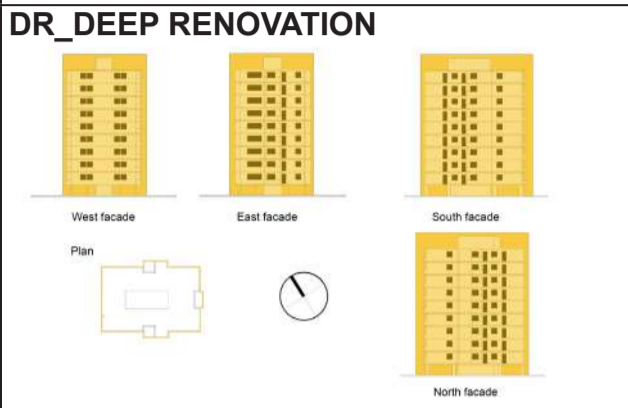 DR_DEEP RENOVATION
West facade
East facade
South facade
Plan
North facade